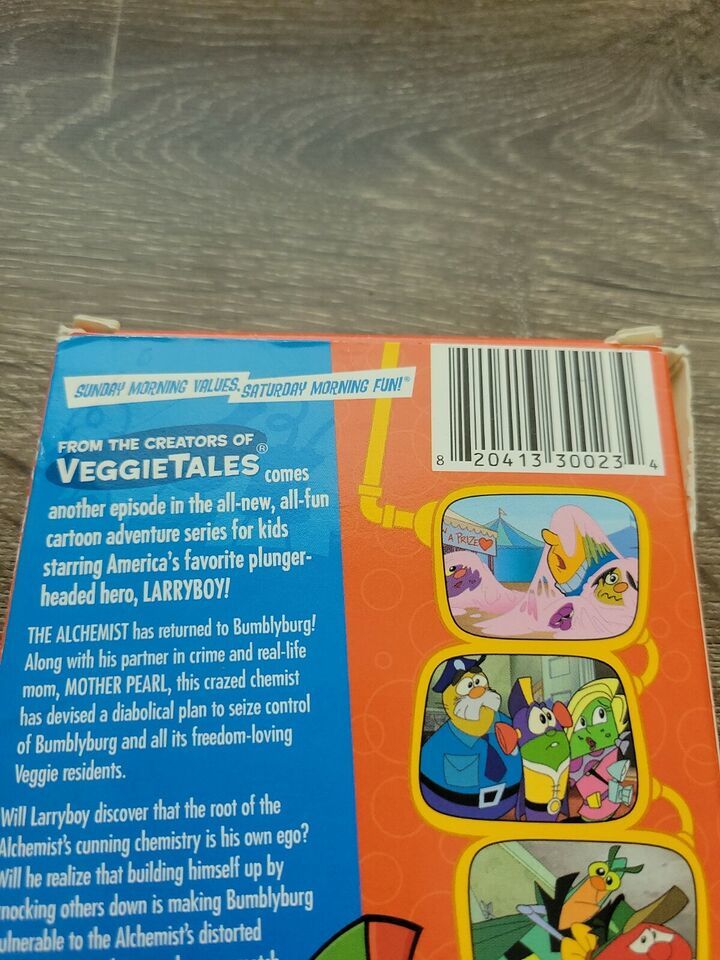 SUNDAY MORNING VALUES, SATURDAY MORNING FUN!®
FROM THE CREATORS OF
VEGGIETALES® comes
another episode in the all-new, all-fun
cartoon adventure series for kids
starring America's favorite plunger-
headed hero, LARRYBOY!
THE ALCHEMIST has returned to Bumblyburg!
Along with his partner in crime and real-life
mom, MOTHER PEARL, this crazed chemist
has devised a diabolical plan to seize control
of Bumblyburg and all its freedom-loving
Veggie residents.
Will Larryboy discover that the root of the
Alchemist's cunning chemistry is his own ego?
Will he realize that building himself up by
knocking others down is making Bumblyburg
vulnerable to the Alchemist's distorted
8 20413 30023 4
A PRIZE